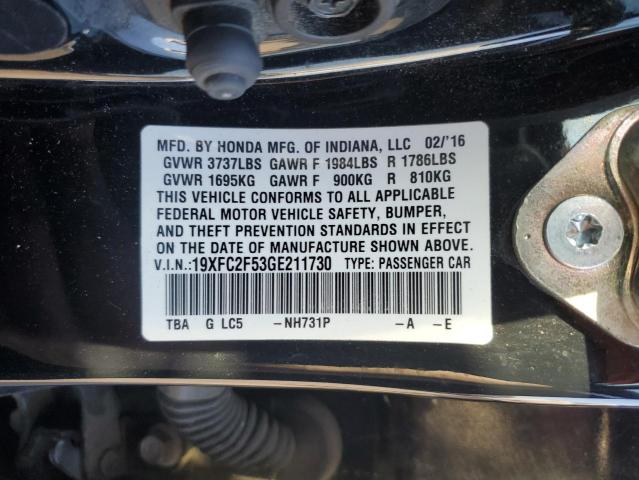 MFD. BY HONDA MFG. OF INDIANA, LLC 02/'16
GVWR 3737LBS GAWR F 1984LBS R 1786LBS
GVWR 1695KG GAWR F 900KG R 810KG
THIS VEHICLE CONFORMS TO ALL APPLICABLE
FEDERAL MOTOR VEHICLE SAFETY, BUMPER,
AND THEFT PREVENTION STANDARDS IN EFFECT
ON THE DATE OF MANUFACTURE SHOWN ABOVE.
V.I.N.:19XFC2F53GE211730 TYPE: PASSENGER CAR
TBA G LC5 -NH731P -A -E